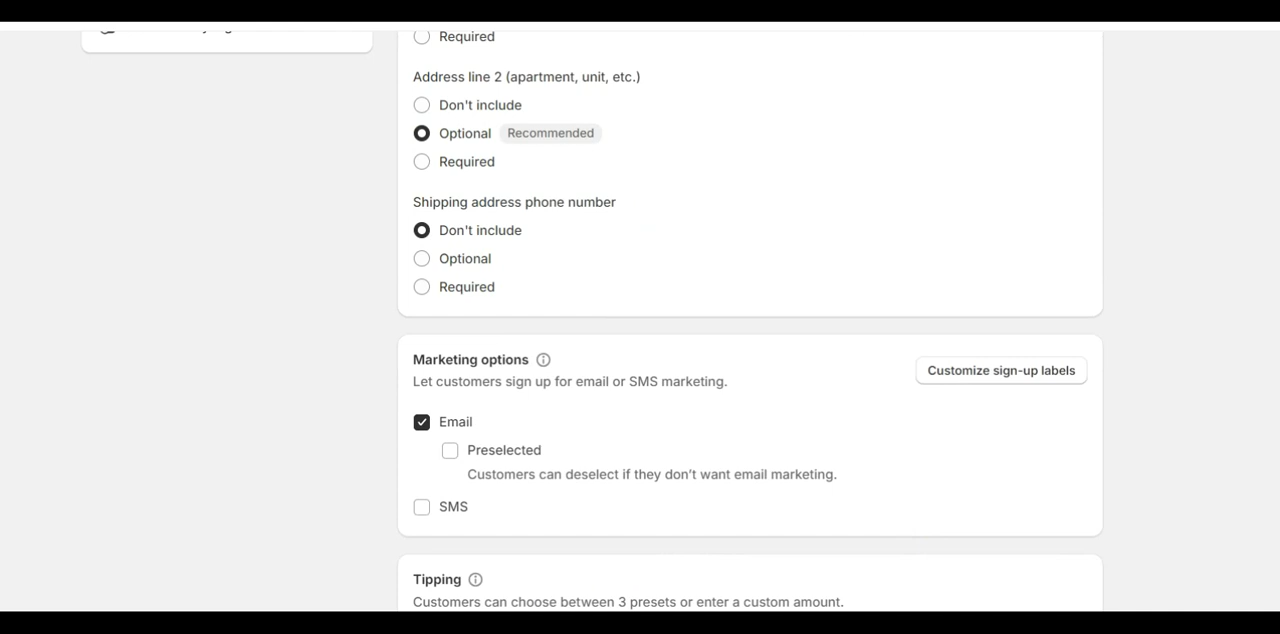 Required
Address line 2 (apartment, unit, etc.)
Don't include
Optional Recommended
Required
Shipping address phone number
Don't include
Optional
Required
Marketing options
Let customers sign up for email or SMS marketing.
Customize sign-up labels
Email
Preselected
Customers can deselect if they don’t want email marketing.
SMS
Tipping
Customers can choose between 3 presets or enter a custom amount.